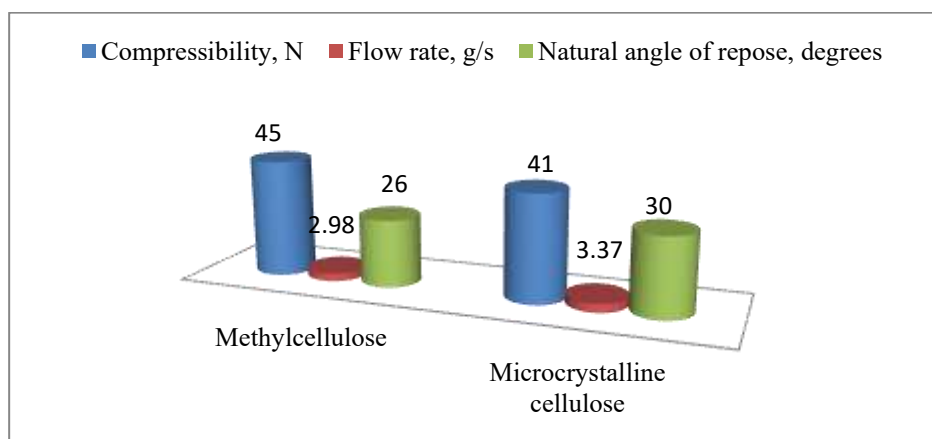 Compressibility, N Flow rate, g/s Natural angle of repose, degrees
45
2.98
26
41
3.37
30
Methylcellulose
Microcrystalline
cellulose